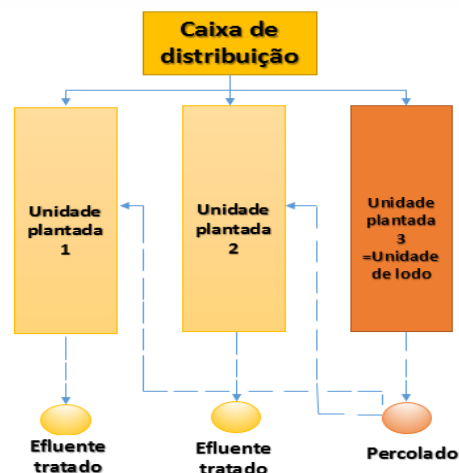 Caixa de
distribuição
Unidade
plantada
1
Unidade
plantada
2
Unidade
plantada
3
=Unidade
de lodo
Efluente
tratado
Efluente
tratado
Percolado